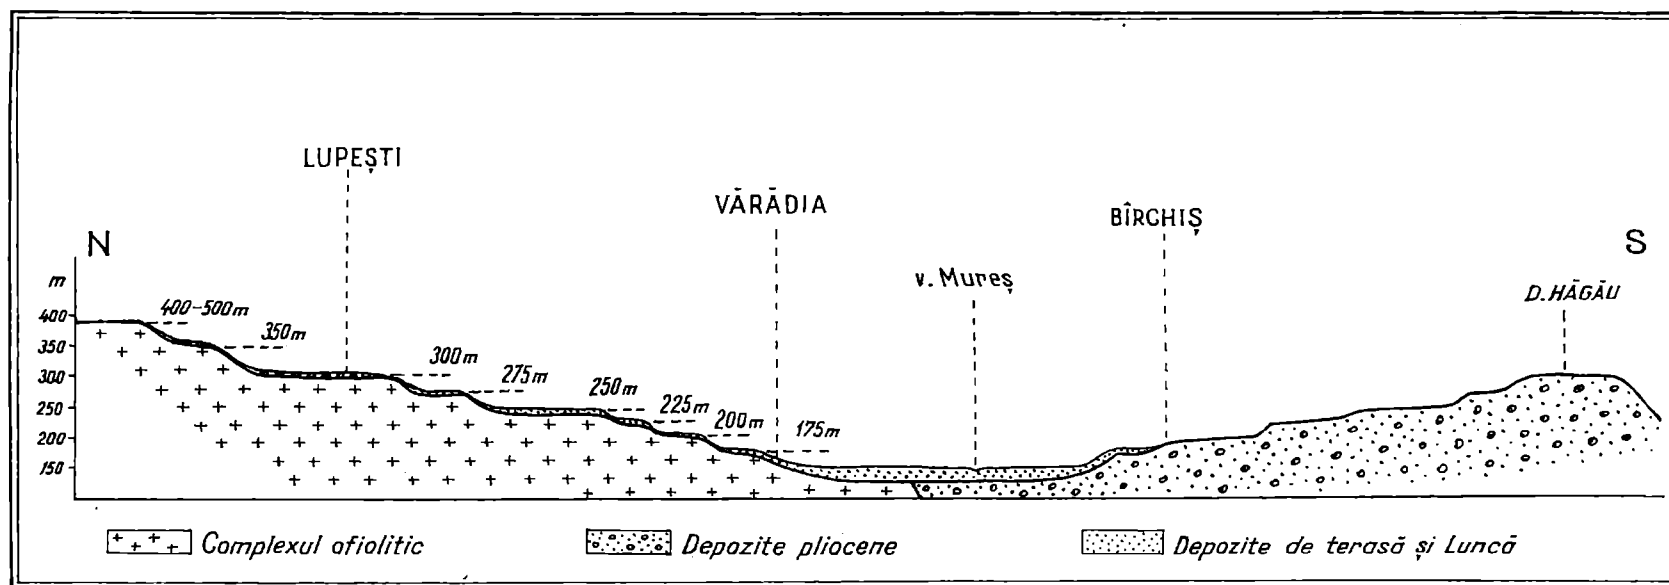 LUPEȘTI
VĂRĂDIA
BÎRGHIȘ
N
S
v. Mureș
D. HĂGĂU
m
400
350
300
250
200
150
400-500m
350m
300m
275m
250m
225m
200m
175m
Complexul ofiolitic
Depozite pliocene
Depozite de terasă și Luncă